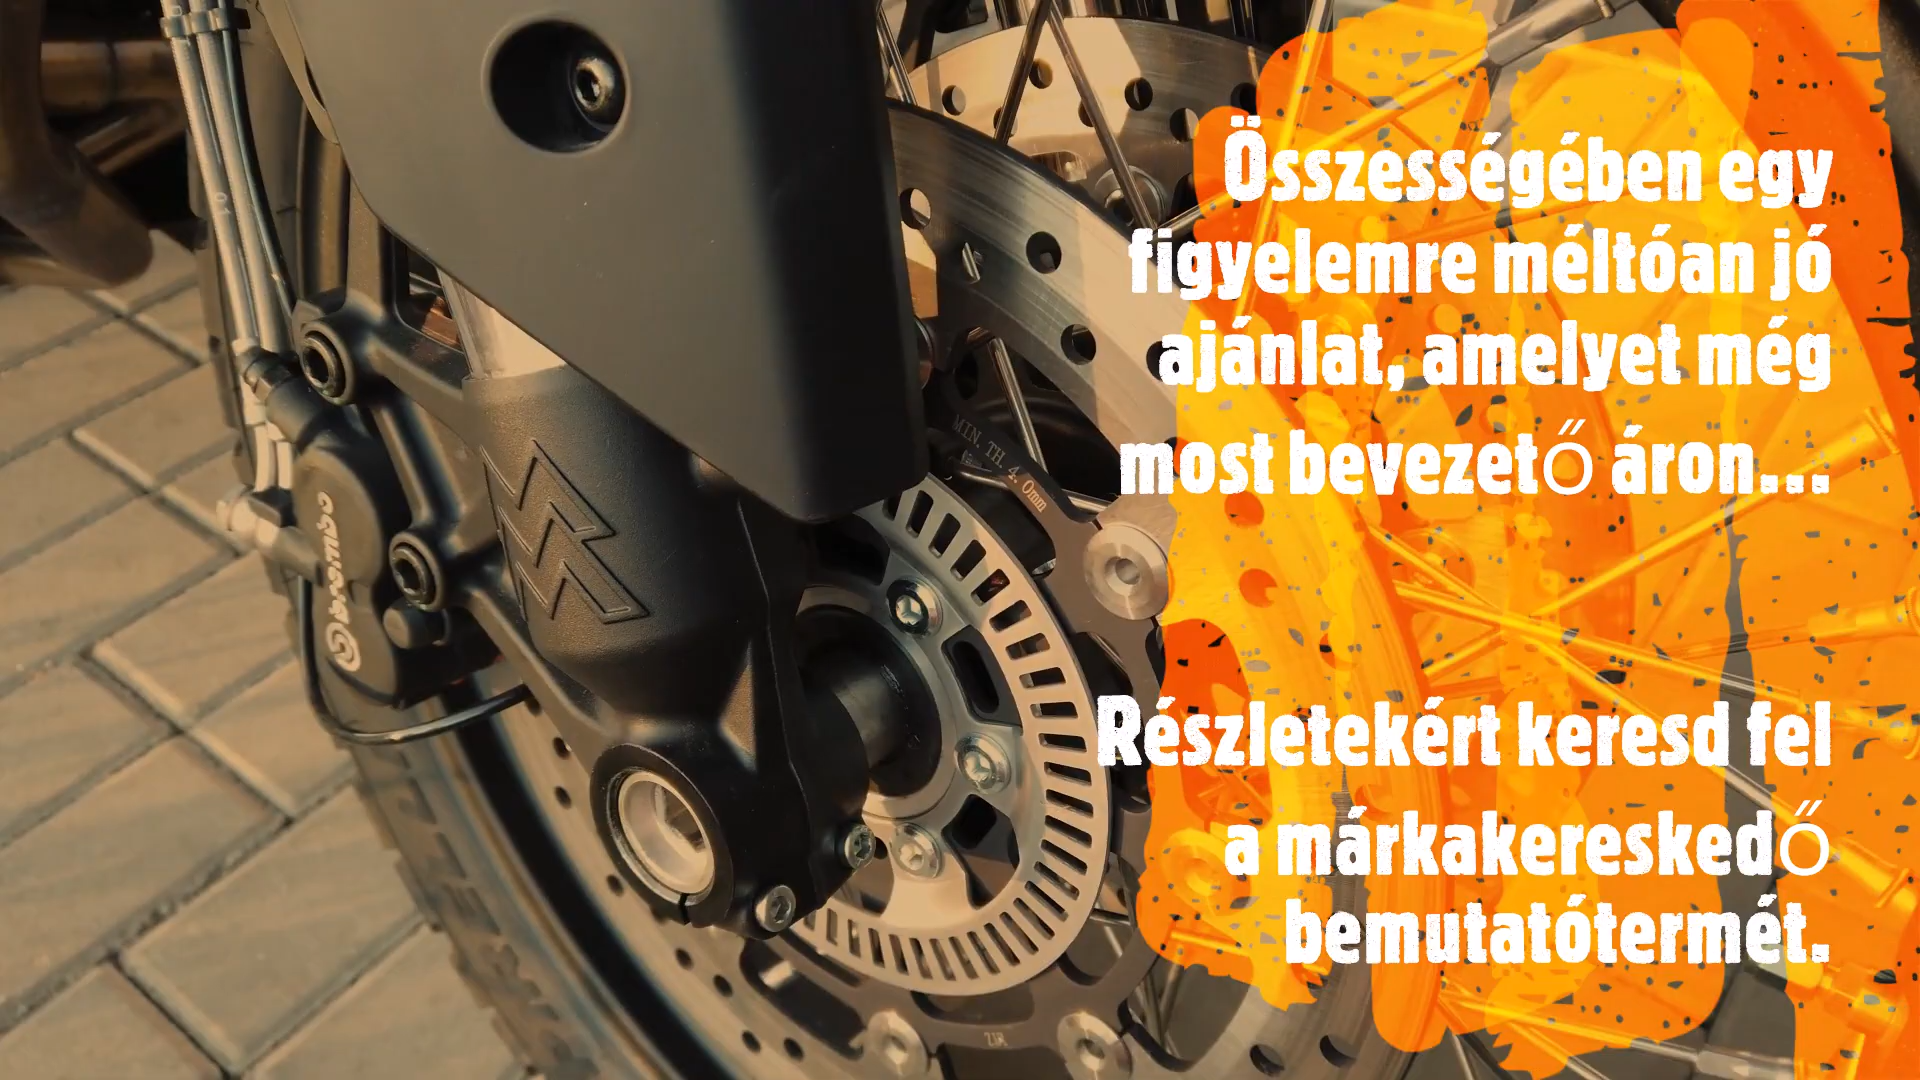 Összességében egy
figyelemre méltóan jó
ajánlat, amelyet még
most bevezető áron...
Részletekért keresd fel
a márkakereskedő
bemutatótermét.
brembo
MIN. TH. 4. 0mm